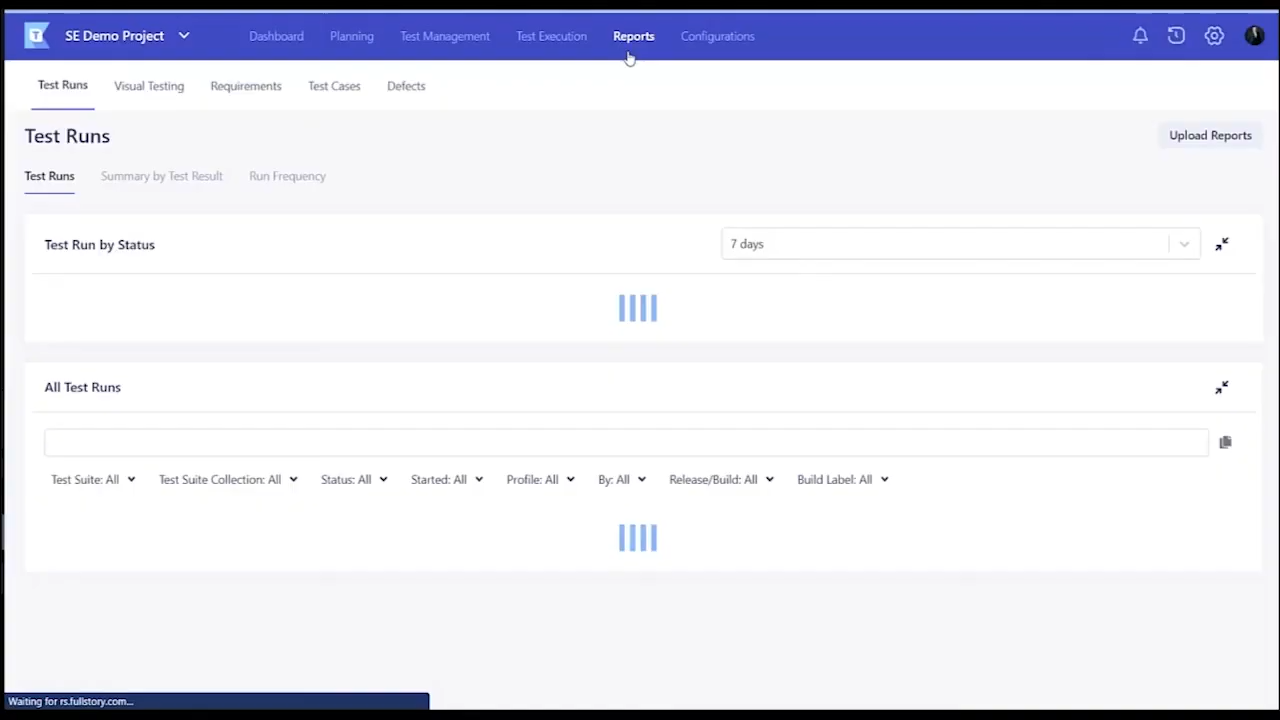 SE Demo Project Dashboard Planning Test Management Test Execution Reports Configurations
Test Runs Visual Testing Requirements Test Cases Defects
Test Runs Upload Reports
Test Runs Summary by Test Result Run Frequency
Test Run by Status 7 days
All Test Runs
Test Suite: All Test Suite Collection: All Status: All Started: All Profile: All By: All Release/Build: All Build Label: All
Waiting for rs.fullstory.com...